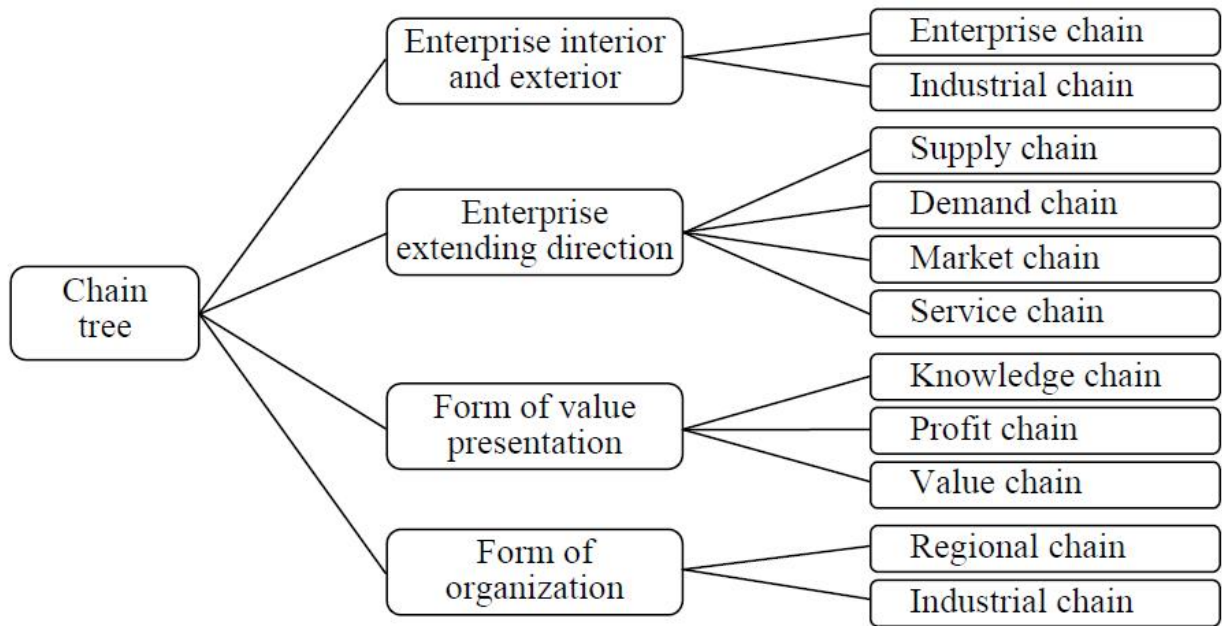 Chain
tree
Enterprise interior
and exterior
Enterprise chain
Industrial chain
Enterprise
extending direction
Supply chain
Demand chain
Market chain
Service chain
Form of value
presentation
Knowledge chain
Profit chain
Value chain
Form of
organization
Regional chain
Industrial chain